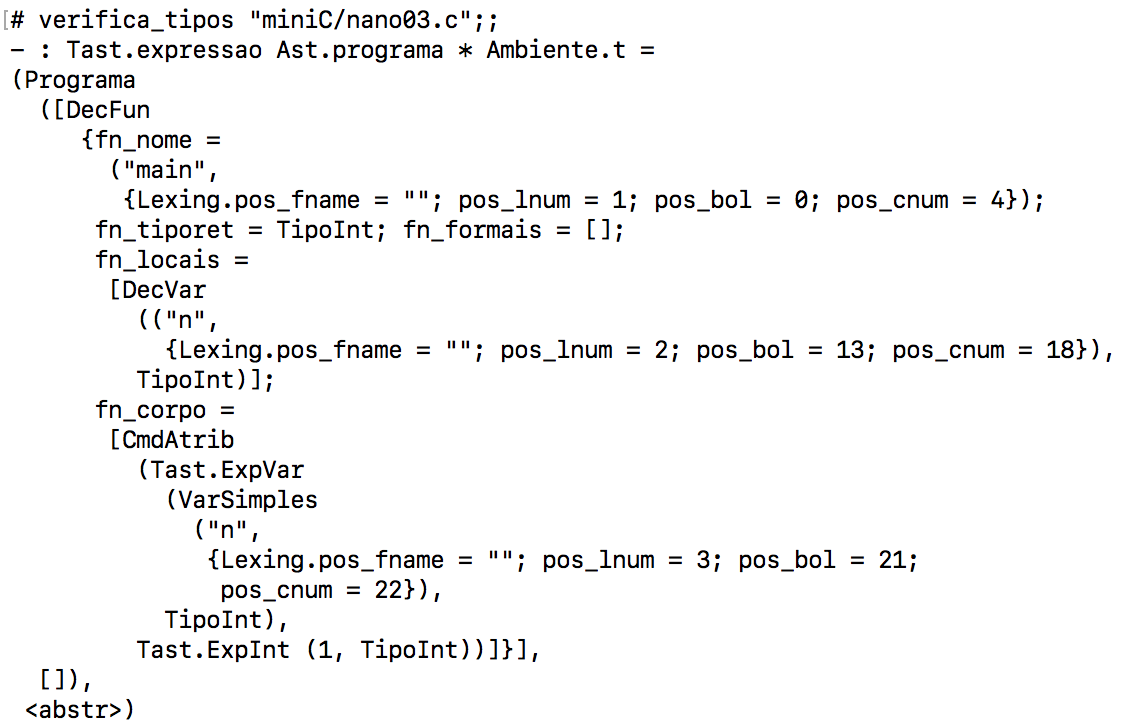 [# verifica_tipos "miniC/nano03.c";;
- : Tast.expressao Ast.programa * Ambiente.t =
(Programa
  ([DecFun
     {fn_nome =
       ("main",
        {Lexing.pos_fname = ""; pos_lnum = 1; pos_bol = 0; pos_cnum = 4});
      fn_tiporet = TipoInt; fn_formais = [];
      fn_locais =
       [DecVar
         (("n",
           {Lexing.pos_fname = ""; pos_lnum = 2; pos_bol = 13; pos_cnum = 18}),
         TipoInt)];
      fn_corpo =
       [CmdAtrib
         (Tast.ExpVar
           (VarSimples
             ("n",
              {Lexing.pos_fname = ""; pos_lnum = 3; pos_bol = 21;
               pos_cnum = 22}),
           TipoInt),
         Tast.ExpInt (1, TipoInt))]}],
  []),
 <abstr>)